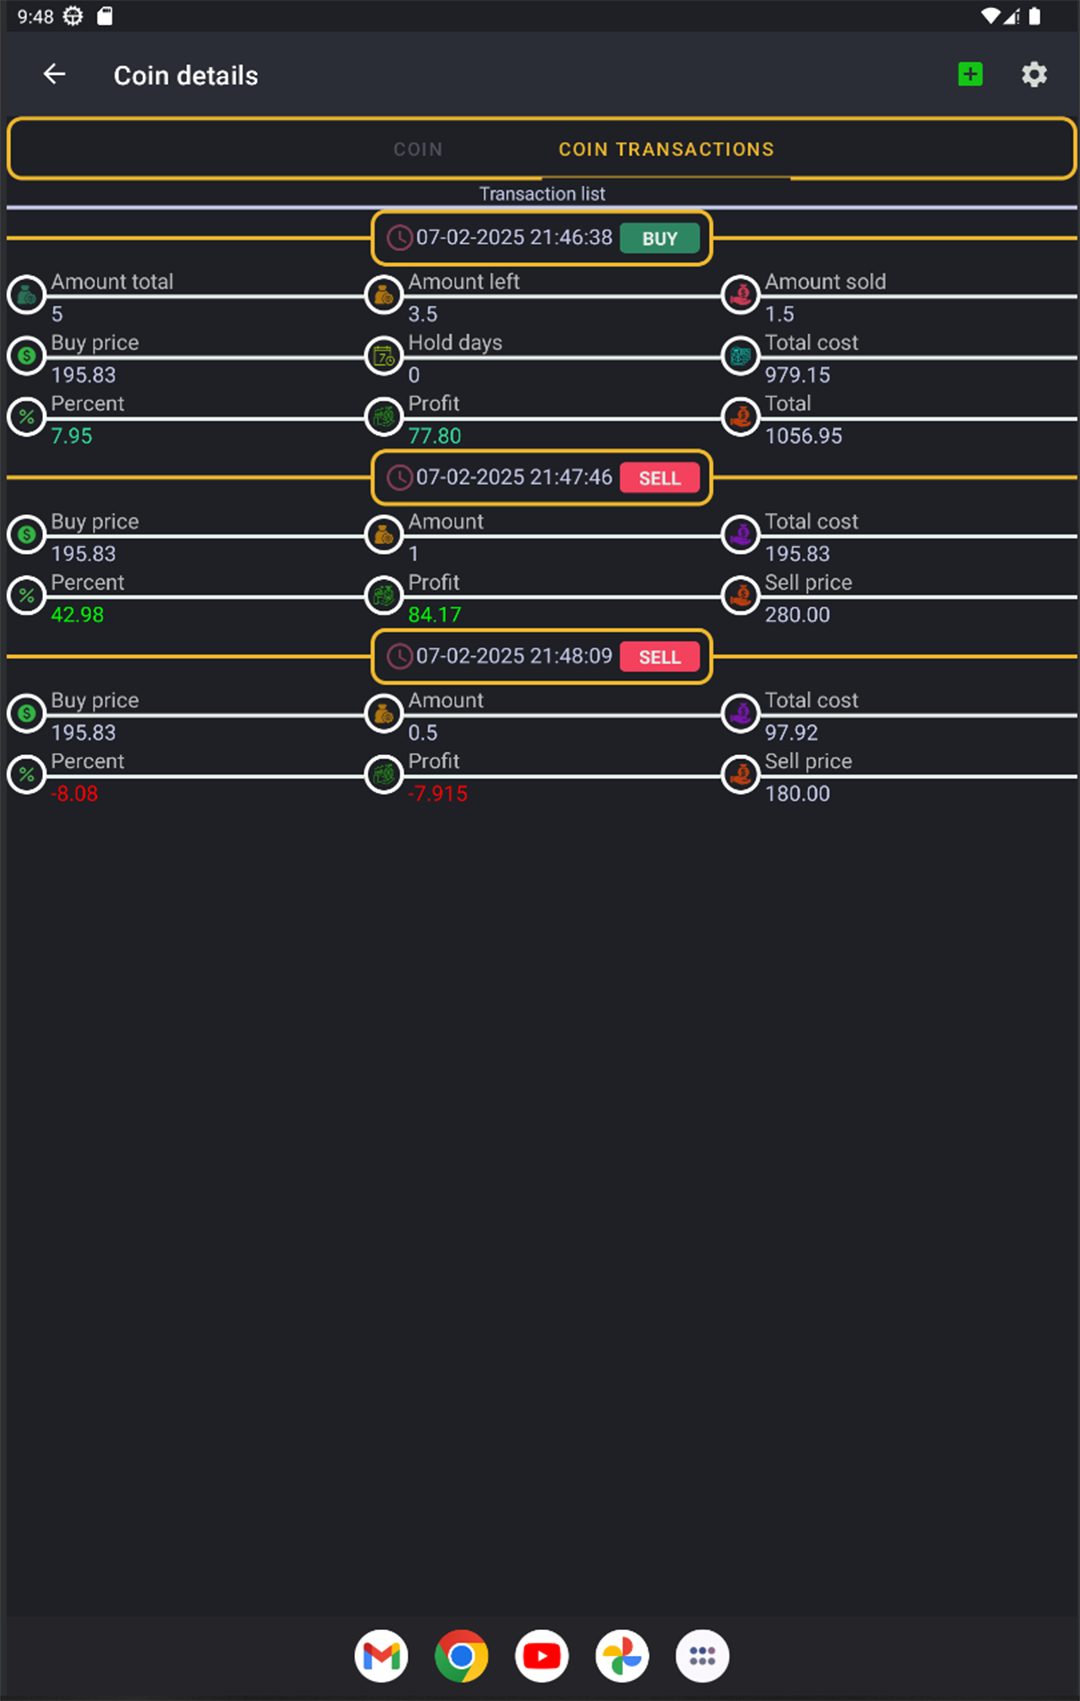 9:48
Coin details
COIN COIN TRANSACTIONS
Transaction list
07-02-2025 21:46:38 BUY
Amount total Amount left Amount sold
5 3.5 1.5
Buy price Hold days Total cost
195.83 0 979.15
Percent Profit Total
7.95 77.80 1056.95
07-02-2025 21:47:46 SELL
Buy price Amount Total cost
195.83 1 195.83
Percent Profit Sell price
42.98 84.17 280.00
07-02-2025 21:48:09 SELL
Buy price Amount Total cost
195.83 0.5 97.92
Percent Profit Sell price
-8.08 -7.915 180.00